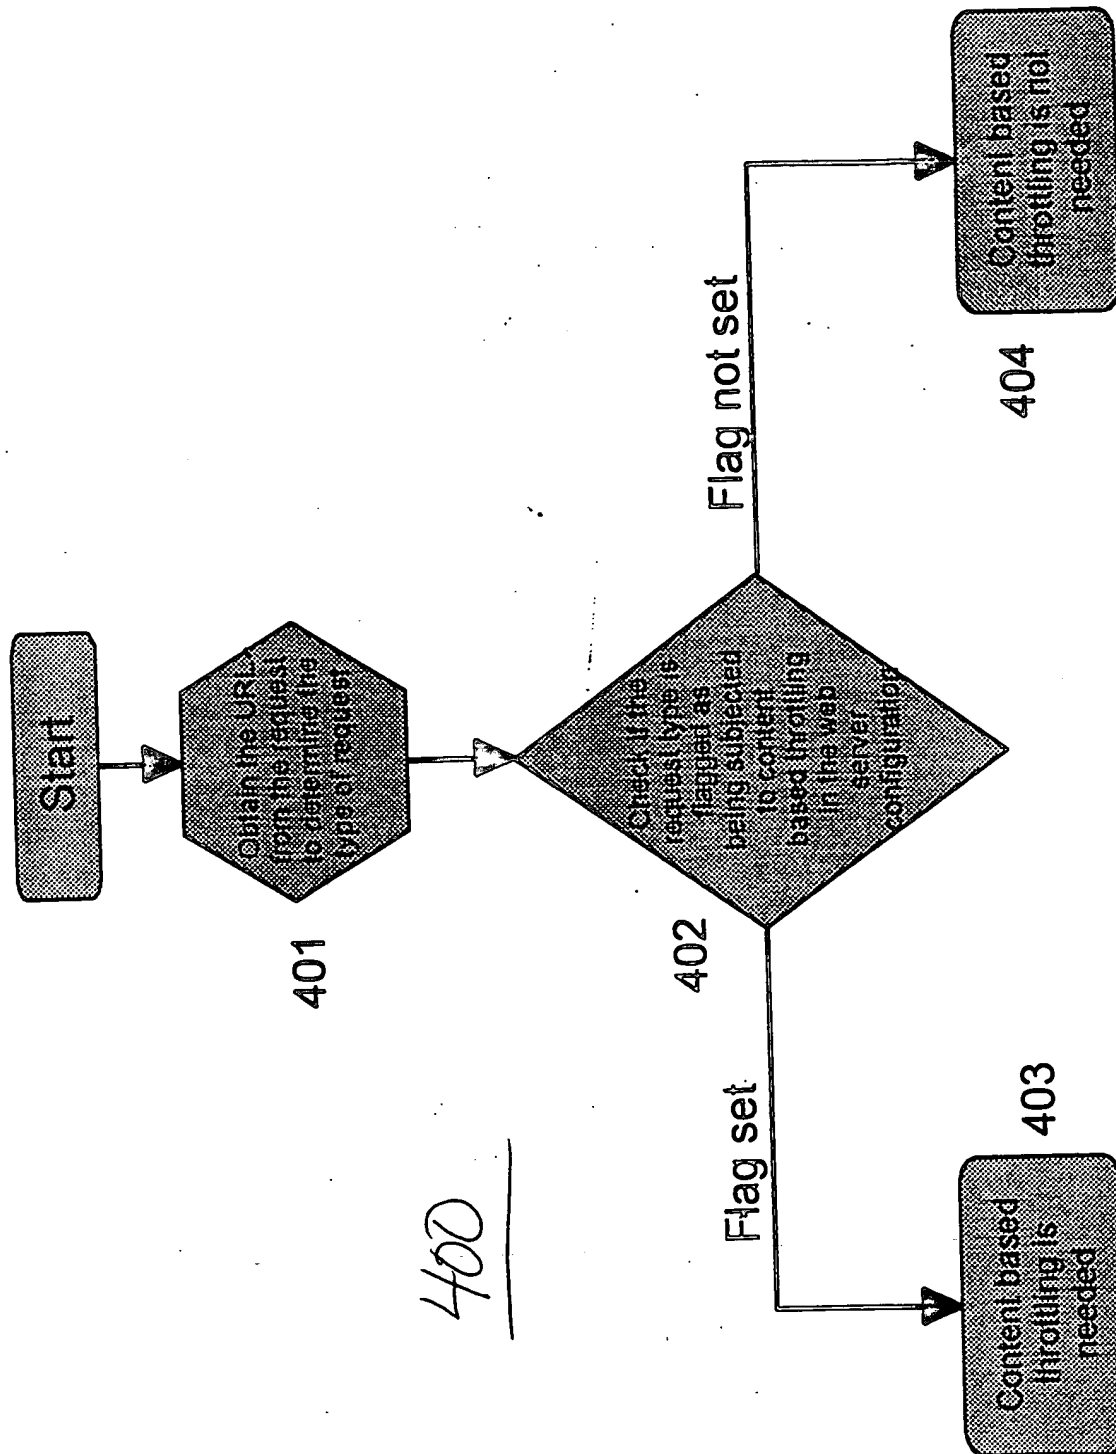 Start
Obtain the URL
from the request
to determine the
type of request
401
Check if the
request type is
flagged as
being subjected
to content
based throttling
in the web
server
configuration
402
Flag set
Flag not set
Content based
throttling is
needed
403
Content based
throttling is not
needed
404
400